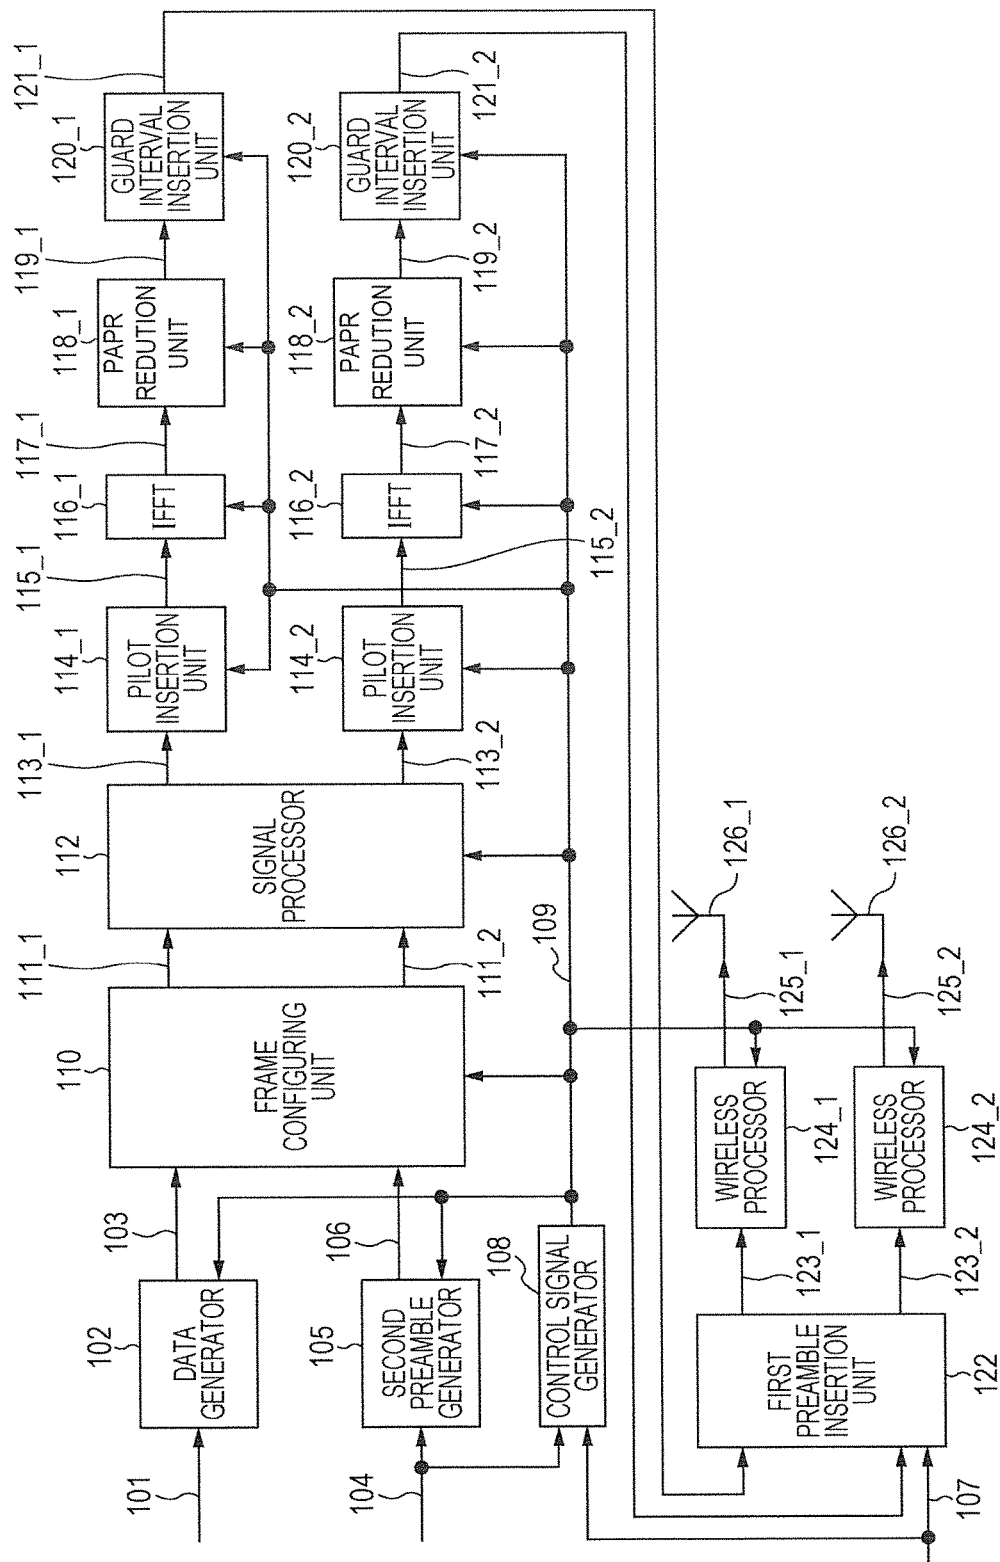 101
102
DATA
GENERATOR
103
104
105
SECOND
PREAMBLE
GENERATOR
106
107
108
CONTROL SIGNAL
GENERATOR
109
110
FRAME
CONFIGURING
UNIT
111_1
111_2
112
SIGNAL
PROCESSOR
113_1
113_2
114_1
PILOT
INSERTION
UNIT
114_2
PILOT
INSERTION
UNIT
115_1
115_2
116_1
IFFT
116_2
IFFT
117_1
117_2
118_1
PAPR
REDUTION
UNIT
118_2
PAPR
REDUTION
UNIT
119_1
119_2
120_1
GUARD
INTERVAL
INSERTION
UNIT
120_2
GUARD
INTERVAL
INSERTION
UNIT
121_1
121_2
FIRST
PREAMBLE
INSERTION
UNIT
122
123_1
123_2
WIRELESS
PROCESSOR
124_1
WIRELESS
PROCESSOR
124_2
125_1
125_2
126_1
126_2